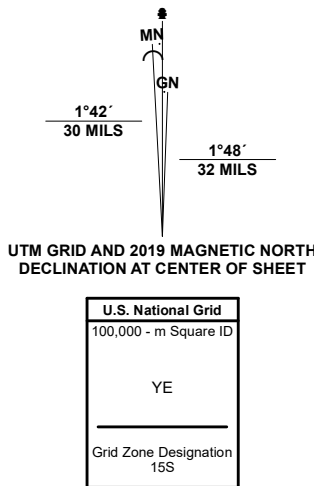 MN
GN
1°42´
30 MILS
1°48´
32 MILS
UTM GRID AND 2019 MAGNETIC NORTH
DECLINATION AT CENTER OF SHEET
U.S. National Grid
100,000 - m Square ID
YE
Grid Zone Designation
15S